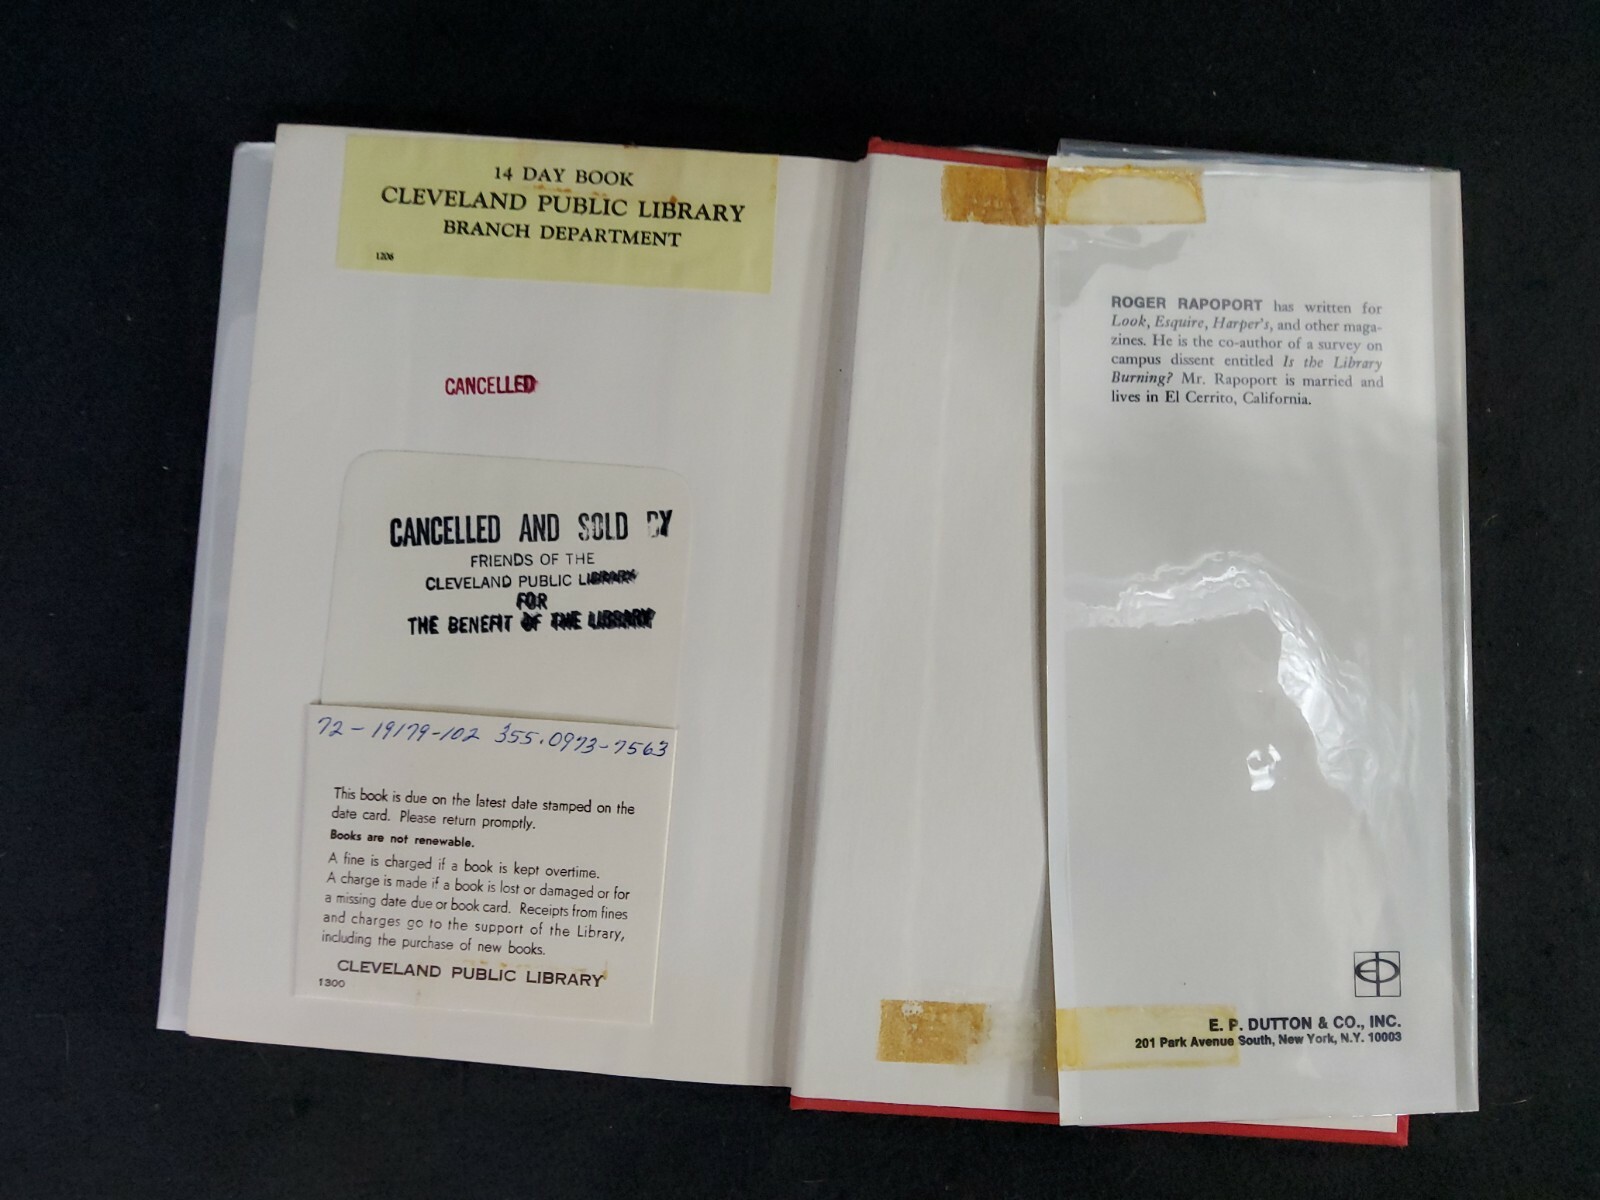 14 DAY BOOK
CLEVELAND PUBLIC LIBRARY
BRANCH DEPARTMENT
1206
CANCELLED
CANCELLED AND SOLD BY
FRIENDS OF THE
CLEVELAND PUBLIC LIBRARY
FOR
THE BENEFIT OF THE LIBRARY
72-19179-102 355.0973-7563
This book is due on the latest date stamped on the
date card. Please return promptly.
Books are not renewable.
A fine is charged if a book is kept overtime.
A charge is made if a book is lost or damaged or for
a missing date due or book card. Receipts from fines
and charges go to the support of the Library,
including the purchase of new books.
CLEVELAND PUBLIC LIBRARY
1300
ROGER RAPOPORT has written for
Look, Esquire, Harper's, and other maga-
zines. He is the co-author of a survey on
campus dissent entitled Is the Library
Burning? Mr. Rapoport is married and
lives in El Cerrito, California.
E. P. DUTTON & CO., INC.
201 Park Avenue South, New York, N.Y. 10003